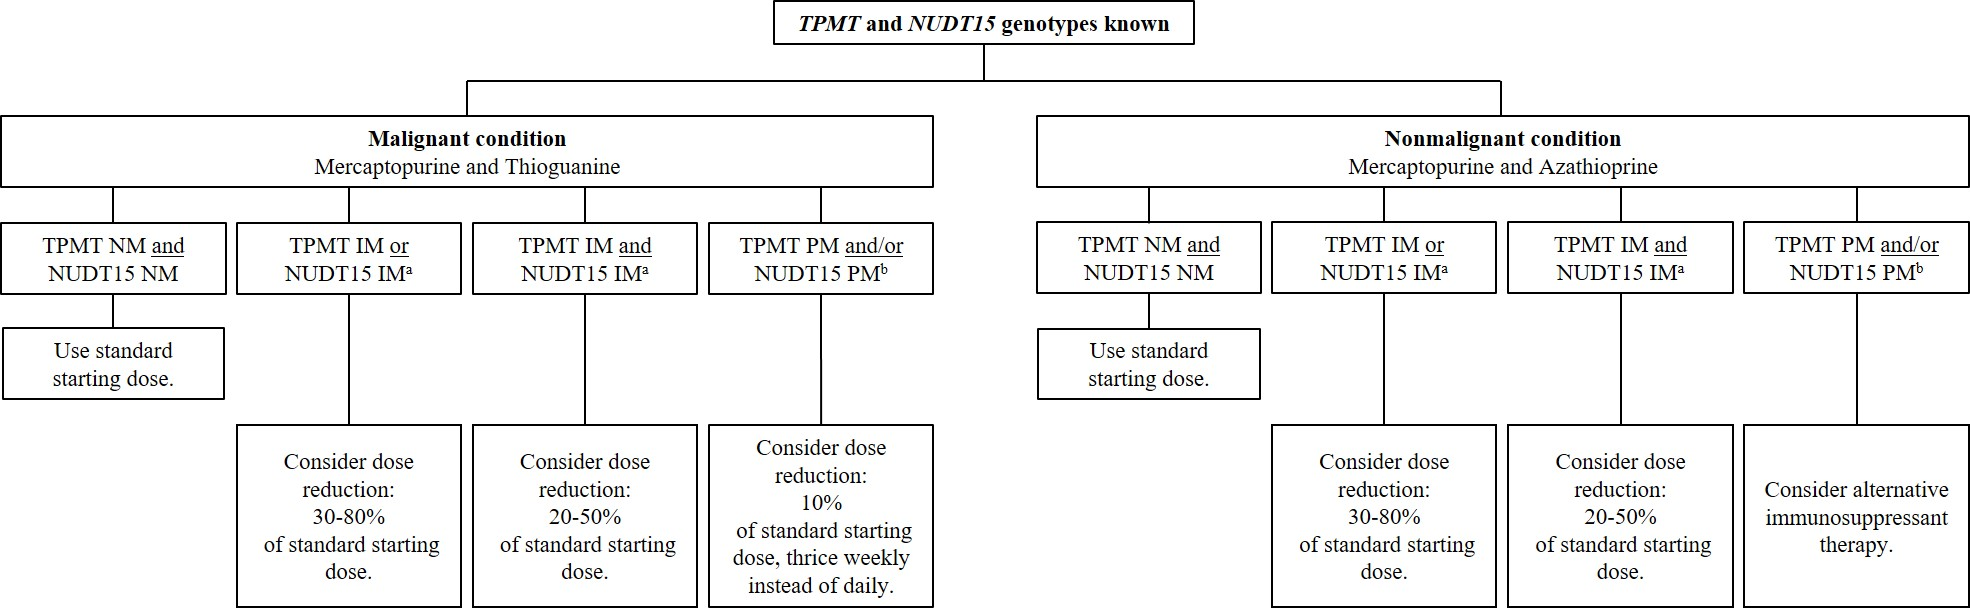 TPMT and NUDT15 genotypes known
Malignant condition
Mercaptopurine and Thioguanine
TPMT NM and
NUDT15 NM
Use standard
starting dose.
TPMT IM or
NUDT15 IMᵃ
Consider dose
reduction:
30-80%
of standard starting
dose.
TPMT IM and
NUDT15 IMᵃ
Consider dose
reduction:
20-50%
of standard starting
dose.
TPMT PM and/or
NUDT15 PMᵇ
Consider dose
reduction:
10%
of standard starting
dose, thrice weekly
instead of daily.
Nonmalignant condition
Mercaptopurine and Azathioprine
TPMT NM and
NUDT15 NM
Use standard
starting dose.
TPMT IM or
NUDT15 IMᵃ
Consider dose
reduction:
30-80%
of standard starting
dose.
TPMT IM and
NUDT15 IMᵃ
Consider dose
reduction:
20-50%
of standard starting
dose.
TPMT PM and/or
NUDT15 PMᵇ
Consider alternative
immunosuppressant
therapy.